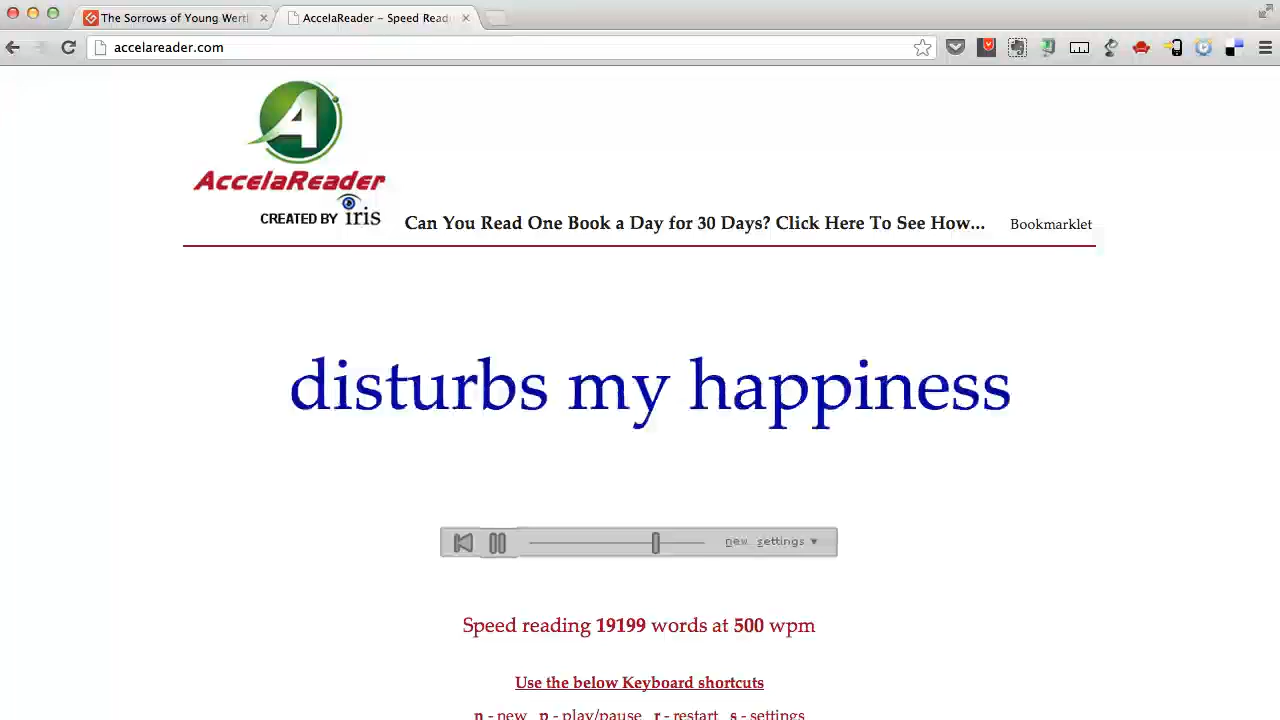 The Sorrows of Young Wert
AccelaReader – Speed Read
accelareader.com
A
AccelaReader
CREATED BY iris
Can You Read One Book a Day for 30 Days? Click Here To See How...
Bookmarklet
disturbs my happiness
new settings ▾
Speed reading 19199 words at 500 wpm
Use the below Keyboard shortcuts
n - new p - play/pause r - restart s - settings